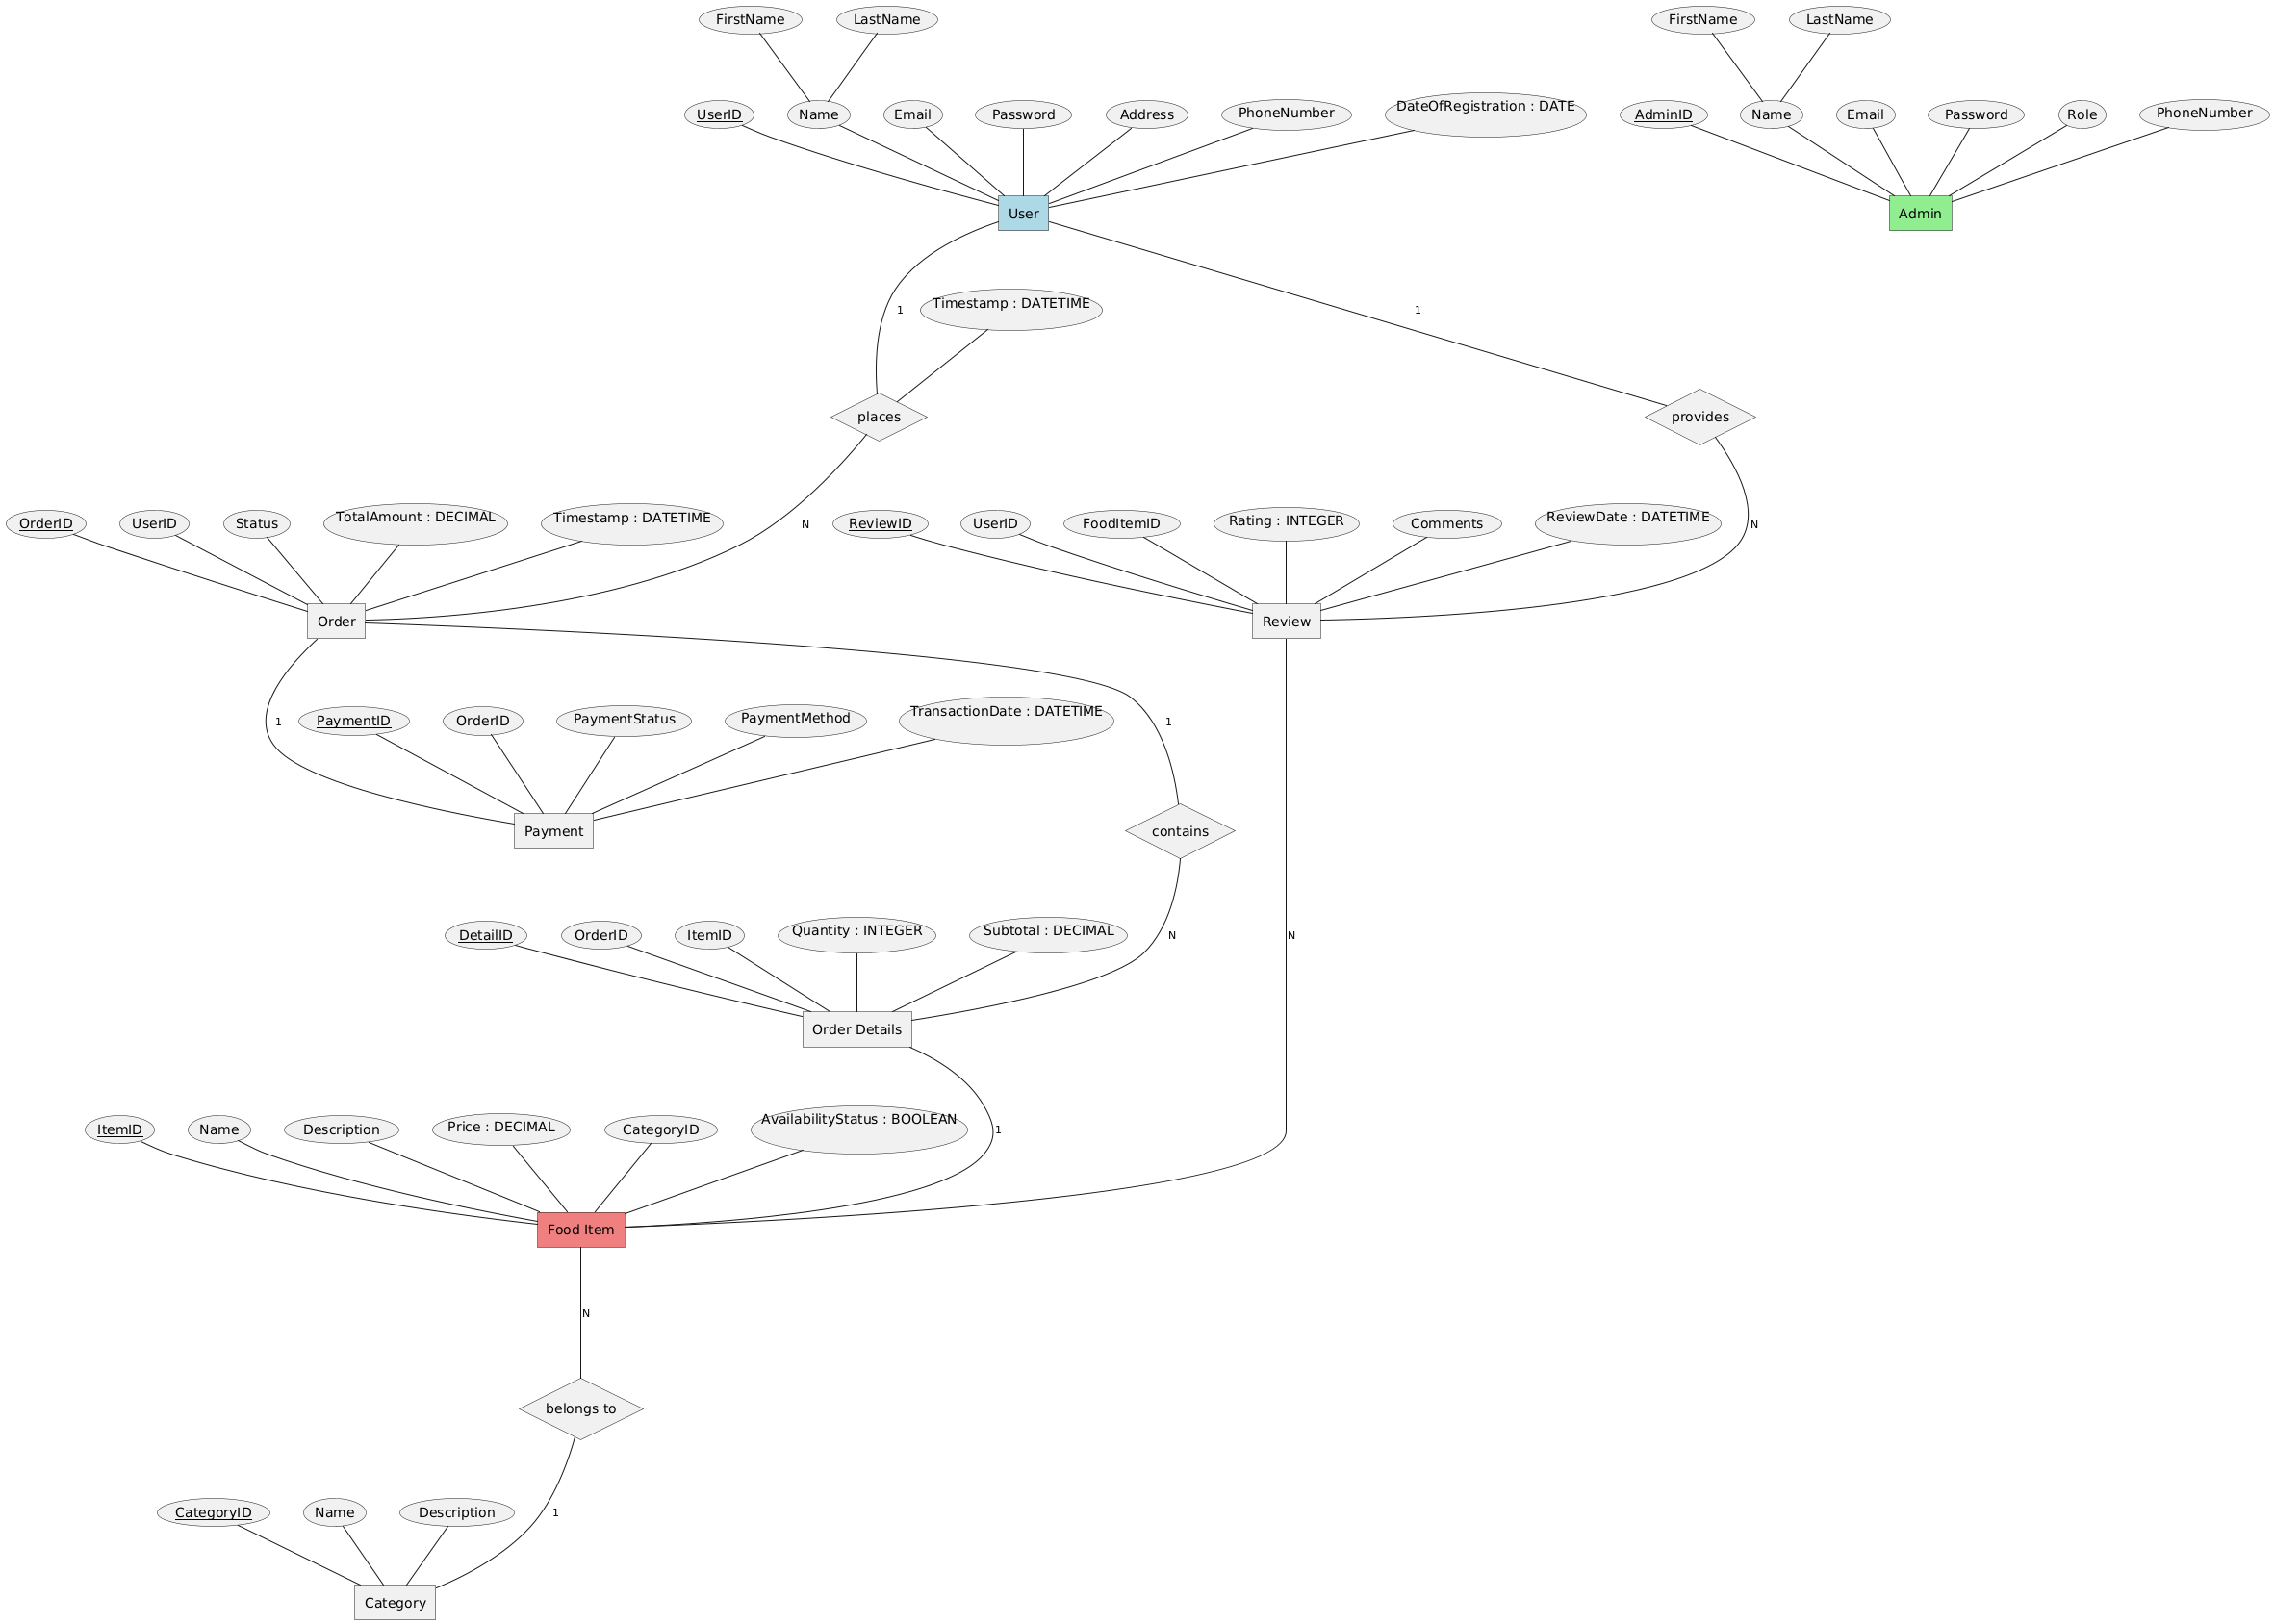 FirstName
LastName
FirstName
LastName
UserID
Name
Email
Password
Address
PhoneNumber
DateOfRegistration : DATE
AdminID
Name
Email
Password
Role
PhoneNumber
User
Admin
1
Timestamp : DATETIME
1
places
provides
OrderID
UserID
Status
TotalAmount : DECIMAL
Timestamp : DATETIME
N
ReviewID
UserID
FoodItemID
Rating : INTEGER
Comments
ReviewDate : DATETIME
N
Order
Review
1
PaymentID
OrderID
PaymentStatus
PaymentMethod
TransactionDate : DATETIME
1
Payment
contains
DetailID
OrderID
ItemID
Quantity : INTEGER
Subtotal : DECIMAL
N
N
Order Details
ItemID
Name
Description
Price : DECIMAL
CategoryID
AvailabilityStatus : BOOLEAN
1
Food Item
N
belongs to
CategoryID
Name
Description
1
Category